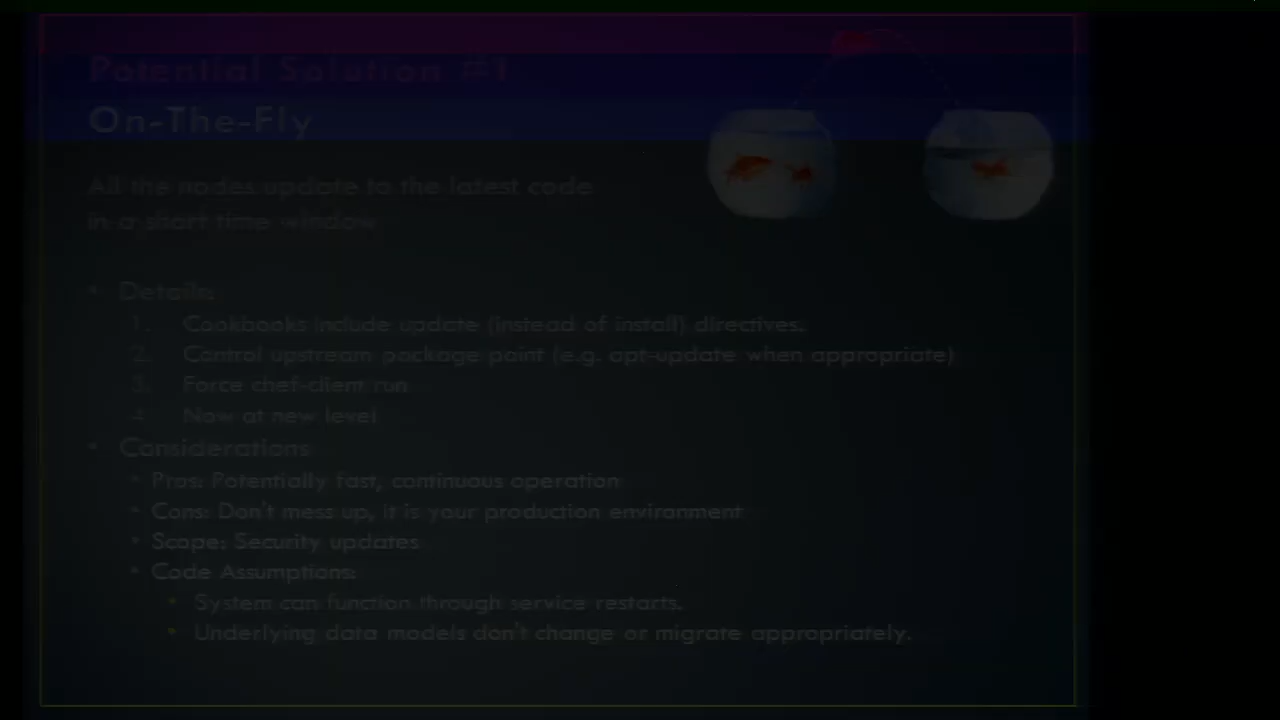 Potential Solution #1
On-The-Fly
All the nodes update to the latest code
in a short time window
• Details:
1. Cookbooks include update (instead of install) directives.
2. Control upstream package point (e.g. apt-update when appropriate)
3. Force chef-client run
4. Now at new level
• Considerations
• Pros: Potentially fast, continuous operation
• Cons: Don't mess up, it is your production environment
• Scope: Security updates
• Code Assumptions:
• System can function through service restarts.
• Underlying data models don't change or migrate appropriately.